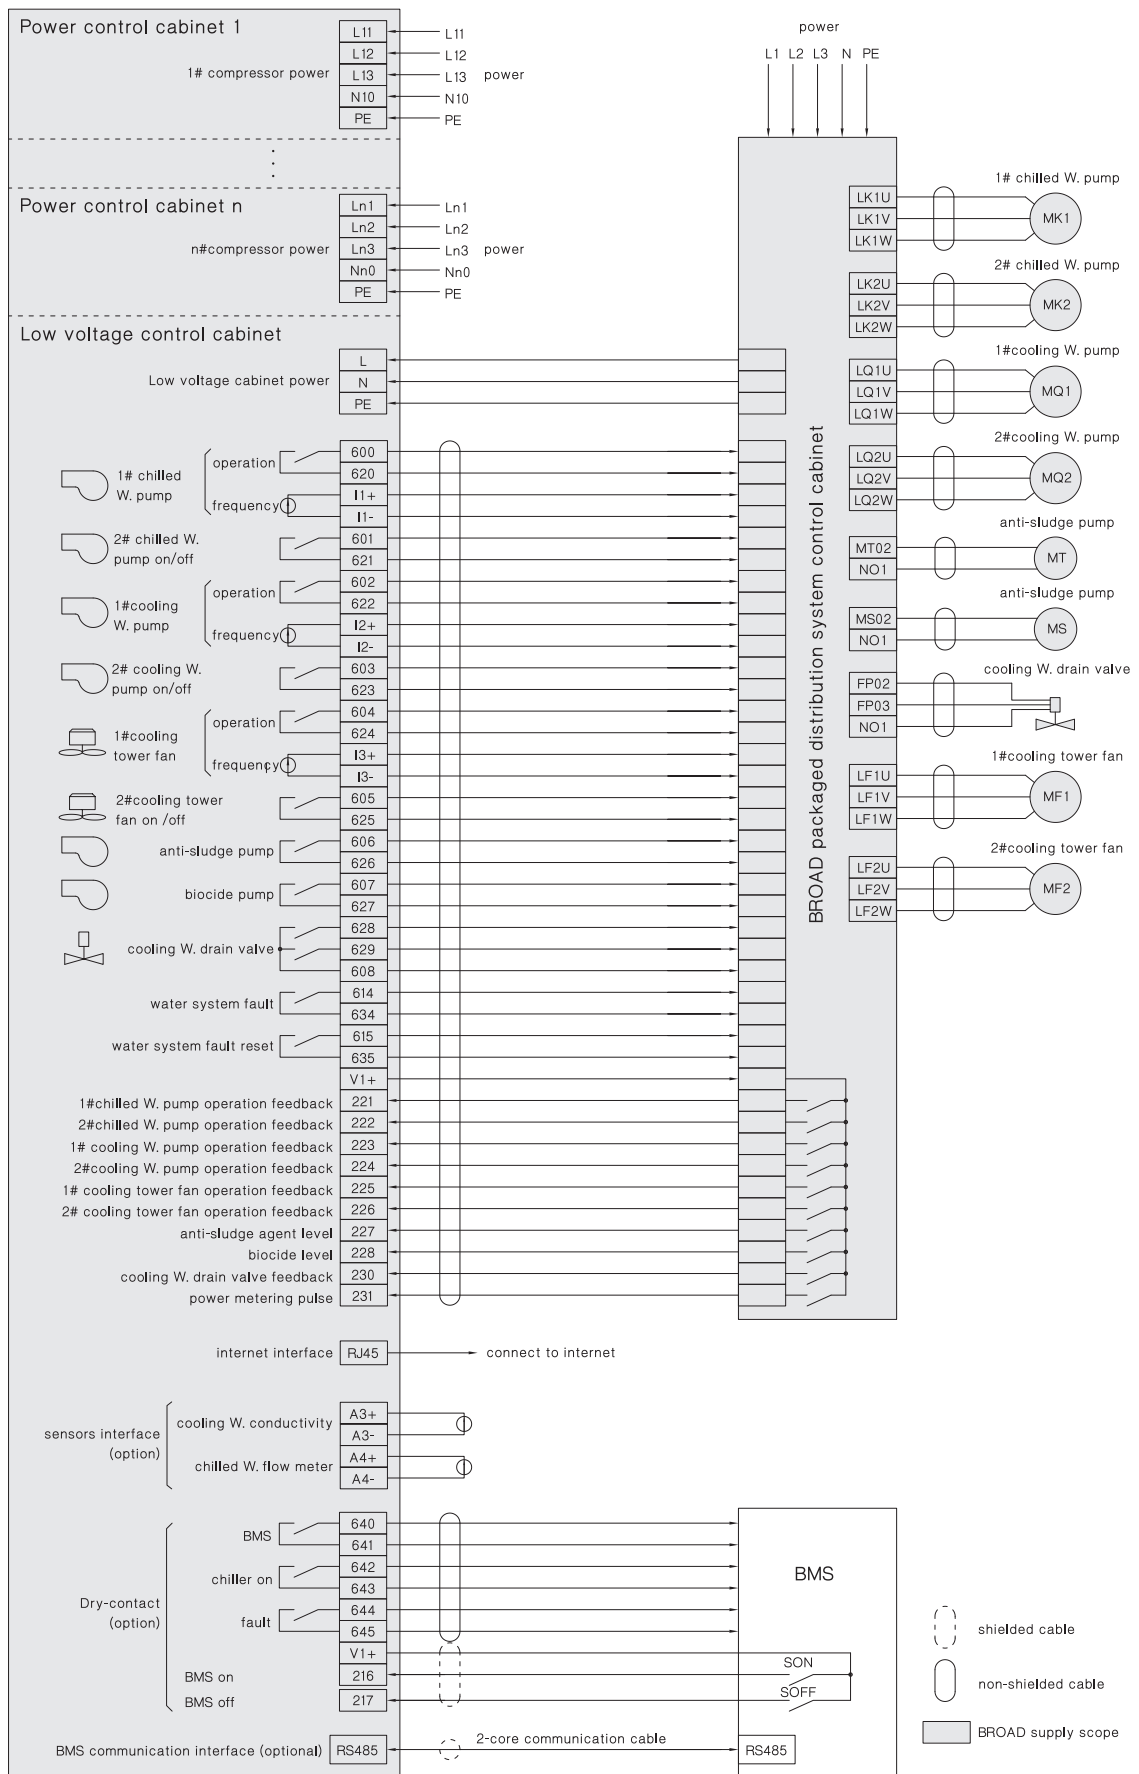 Power control cabinet 1
1# compressor power
L11
L12
L13
N10
PE
L11
L12
L13 power
N10
PE
Power control cabinet n
n#compressor power
Ln1
Ln2
Ln3
Nn0
PE
Ln1
Ln2
Ln3 power
Nn0
PE
Low voltage control cabinet
Low voltage cabinet power
L
N
PE
1# chilled
W. pump
operation
frequency
600
620
I1+
I1-
2# chilled W.
pump on/off
601
621
1#cooling
W. pump
operation
frequency
602
622
I2+
I2-
2# cooling W.
pump on/off
603
623
1#cooling
tower fan
operation
frequency
604
624
I3+
I3-
2#cooling tower
fan on /off
605
625
anti-sludge pump
606
626
biocide pump
607
627
cooling W. drain valve
628
629
608
water system fault
614
634
water system fault reset
615
635
V1+
1#chilled W. pump operation feedback 221
2#chilled W. pump operation feedback 222
1# cooling W. pump operation feedback 223
2#cooling W. pump operation feedback 224
1# cooling tower fan operation feedback 225
2# cooling tower fan operation feedback 226
anti-sludge agent level 227
biocide level 228
cooling W. drain valve feedback 230
power metering pulse 231
internet interface RJ45 connect to internet
sensors interface
(option)
cooling W. conductivity
A3+
A3-
chilled W. flow meter
A4+
A4-
Dry-contact
(option)
BMS
640
641
chiller on
642
643
fault
644
645
V1+
BMS on 216
BMS off 217
BMS communication interface (optional) RS485
2-core communication cable
power
L1 L2 L3 N PE
BROAD packaged distribution system control cabinet
1# chilled W. pump
LK1U
LK1V
LK1W
MK1
2# chilled W. pump
LK2U
LK2V
LK2W
MK2
1#cooling W. pump
LQ1U
LQ1V
LQ1W
MQ1
2#cooling W. pump
LQ2U
LQ2V
LQ2W
MQ2
anti-sludge pump
MT02
NO1
MT
anti-sludge pump
MS02
NO1
MS
cooling W. drain valve
FP02
FP03
NO1
1#cooling tower fan
LF1U
LF1V
LF1W
MF1
2#cooling tower fan
LF2U
LF2V
LF2W
MF2
BMS
SON
SOFF
RS485
shielded cable
non-shielded cable
BROAD supply scope